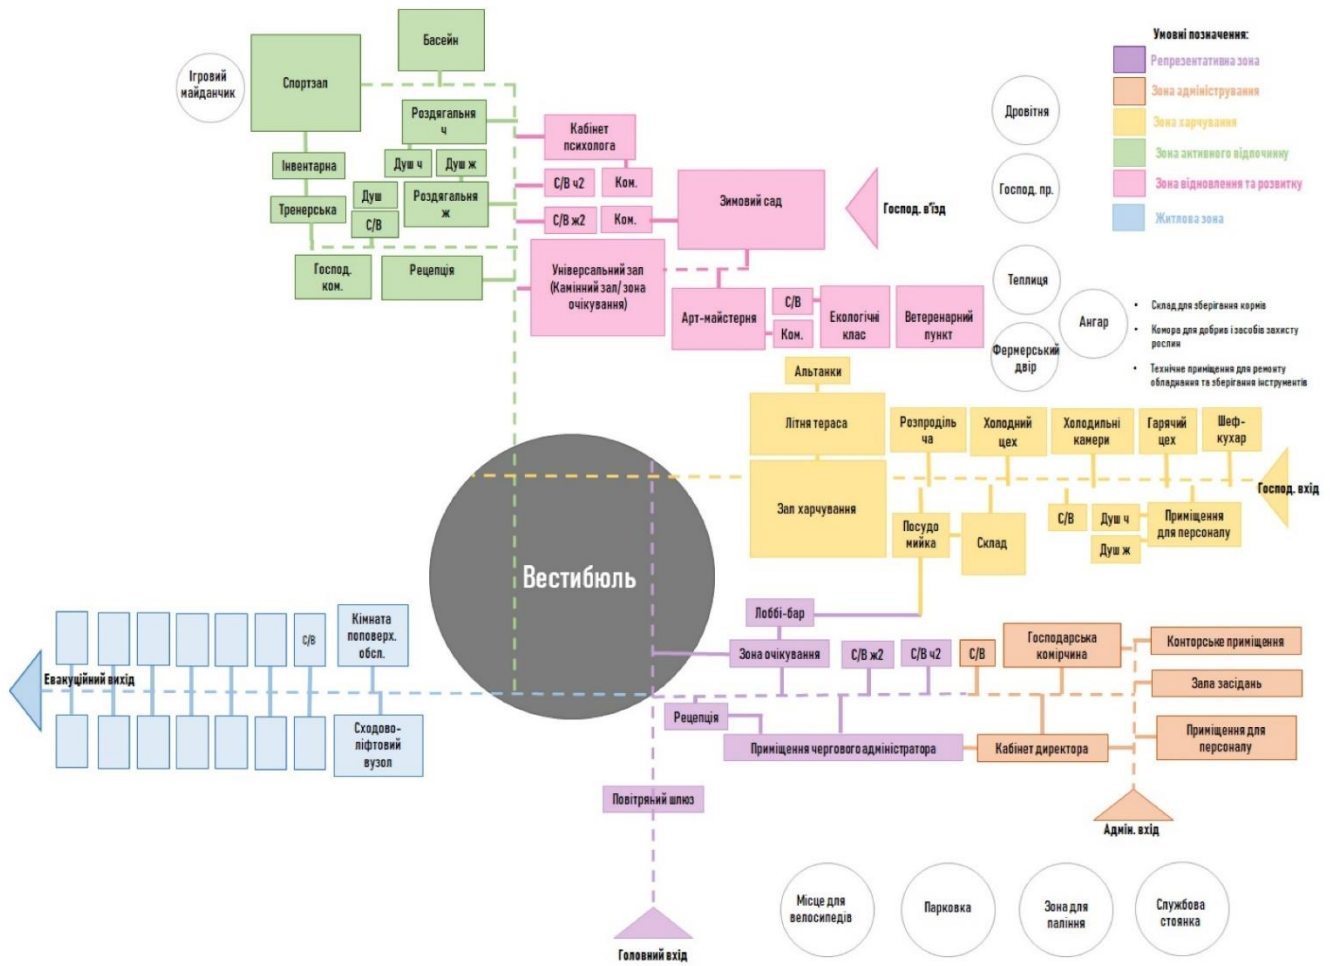 Умовні позначення:
Репрезентативна зона
Зона адміністрування
Зона харчування
Зона активного відпочинку
Зона відновлення та розвитку
Житлова зона
Басейн
Ігровий
майданчик
Спортзал
Роздягальня
ч
Душ ч
Душ ж
Роздягальня
ж
Інвентарна
Тренерська
Душ
С/В
Господ.
ком.
Рецепція
Кабінет
психолога
С/В ч2
Ком.
С/В ж2
Ком.
Зимовий сад
Універсальний зал
(Камінний зал/ зона
очікування)
Арт-майстерня
С/В
Ком.
Екологічні
клас
Ветеренарний
пункт
Господ. в'їзд
Дровітня
Господ. пр.
Теплиця
Ангар
Фермерський
двір
• Склад для зберігання кормів
• Комора для добрив і засобів захисту
рослин
• Технічне приміщення для ремонту
обладнання та зберігання інструментів
Альтанки
Літня тераса
Розпроділь
ча
Холодний
цех
Холодильні
камери
Гарячий
цех
Шеф-
кухар
Зал харчування
Посудо
мийка
Склад
С/В
Душ ч
Душ ж
Приміщення
для персоналу
Господ. вхід
Вестибюль
Лоббі-бар
Зона очікування
С/В ж2
С/В ч2
С/В
Господарська
комірчина
Конторське приміщення
Зала засідань
Приміщення для
персоналу
Рецепція
Приміщення чергового адміністратора
Кабінет директора
Адмін. вхід
С/В
Кімната
поповерх.
обсл.
Евакуційний вихід
Сходово-
ліфтовий
вузол
Повітряний шлюз
Головний вхід
Місце для
велосипедів
Парковка
Зона для
паління
Службова
стоянка